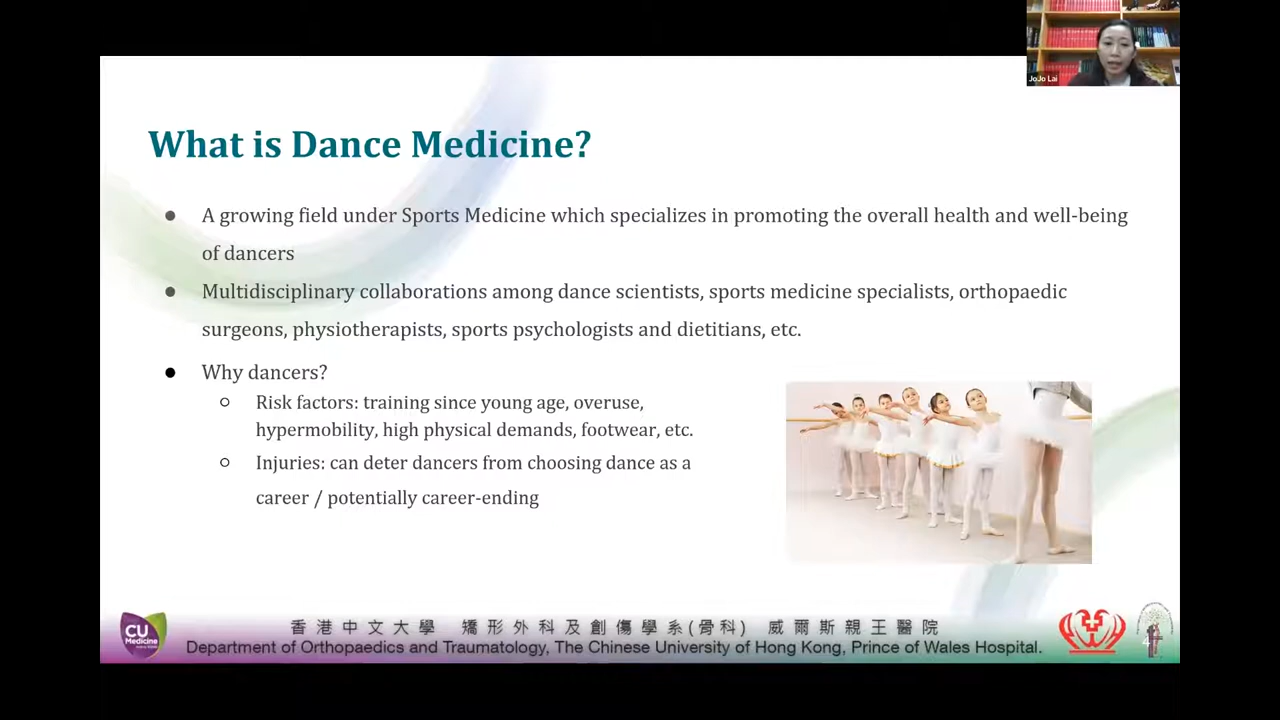 JoJo Lai
What is Dance Medicine?
● A growing field under Sports Medicine which specializes in promoting the overall health and well-being
of dancers
● Multidisciplinary collaborations among dance scientists, sports medicine specialists, orthopaedic
surgeons, physiotherapists, sports psychologists and dietitians, etc.
● Why dancers?
○ Risk factors: training since young age, overuse,
hypermobility, high physical demands, footwear, etc.
○ Injuries: can deter dancers from choosing dance as a
career / potentially career-ending
CU
Medicine
香港中文大學 矯形外科及創傷學系(骨科) 威爾斯親王醫院
Department of Orthopaedics and Traumatology, The Chinese University of Hong Kong, Prince of Wales Hospital.